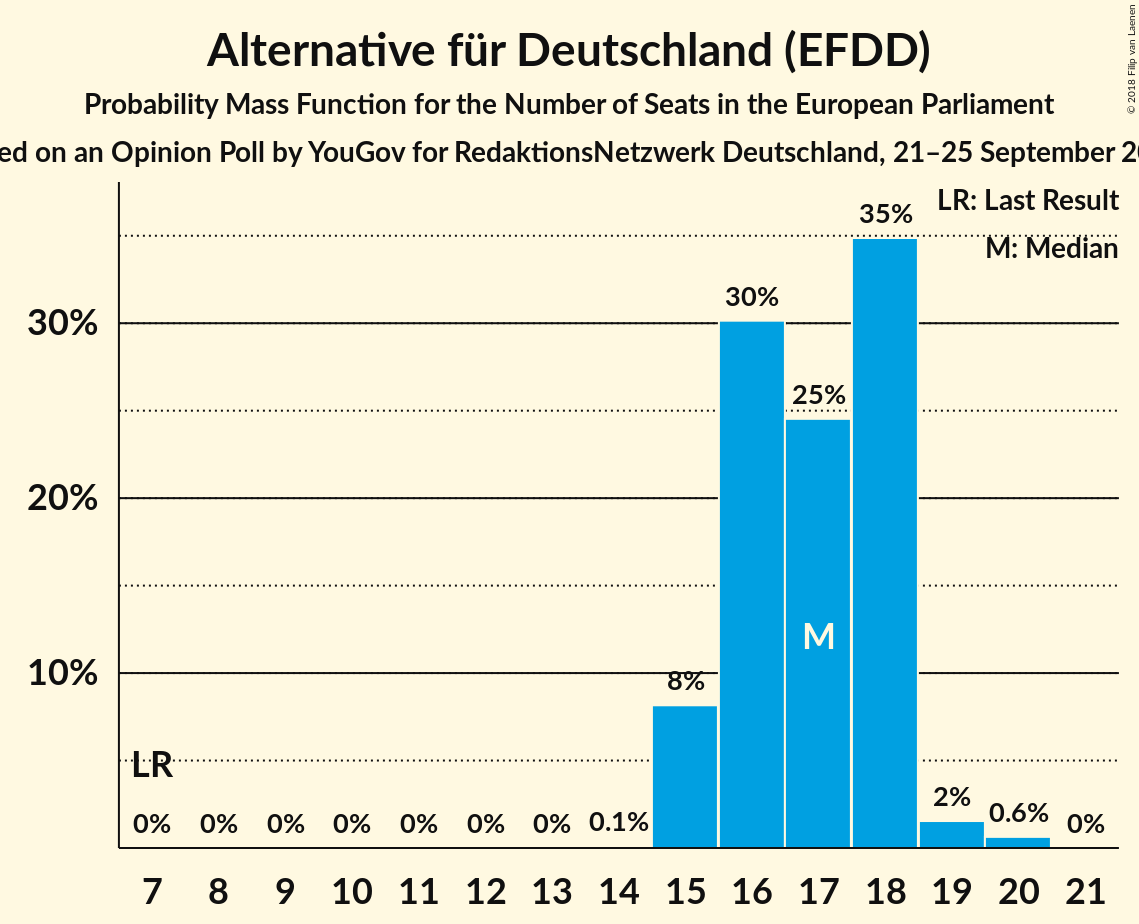 Alternative für Deutschland (EFDD)
Probability Mass Function for the Number of Seats in the European Parliament
ed on an Opinion Poll by YouGov for RedaktionsNetzwerk Deutschland, 21–25 September 20
© 2018 Filip van Laenen
LR: Last Result
M: Median
35%
30%
25%
8%
2%
0.6%
0%
0.1%
0% 0% 0% 0% 0% 0% 0%
30%
20%
10%
LR
M
7 8 9 10 11 12 13 14 15 16 17 18 19 20 21